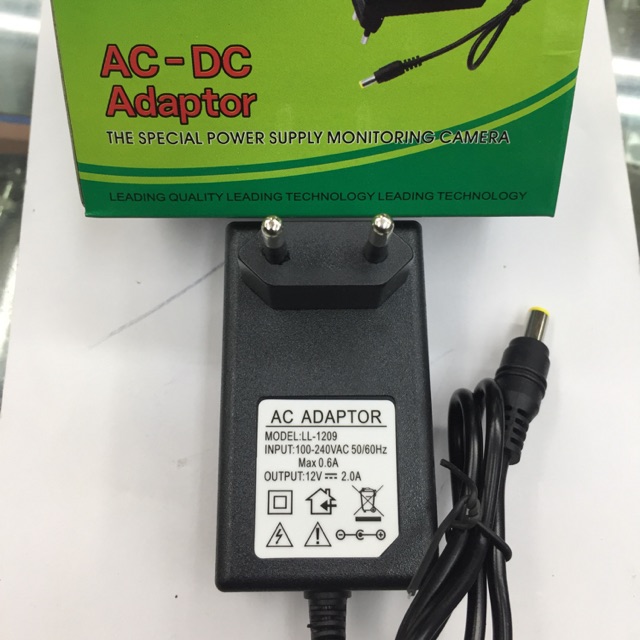 AC - DC
Adaptor
THE SPECIAL POWER SUPPLY MONITORING CAMERA
LEADING QUALITY LEADING TECHNOLOGY LEADING TECHNOLOGY
AC ADAPTOR
MODEL:LL-1209
INPUT:100-240VAC 50/60Hz
Max 0.6A
OUTPUT:12V ⎓ 2.0A